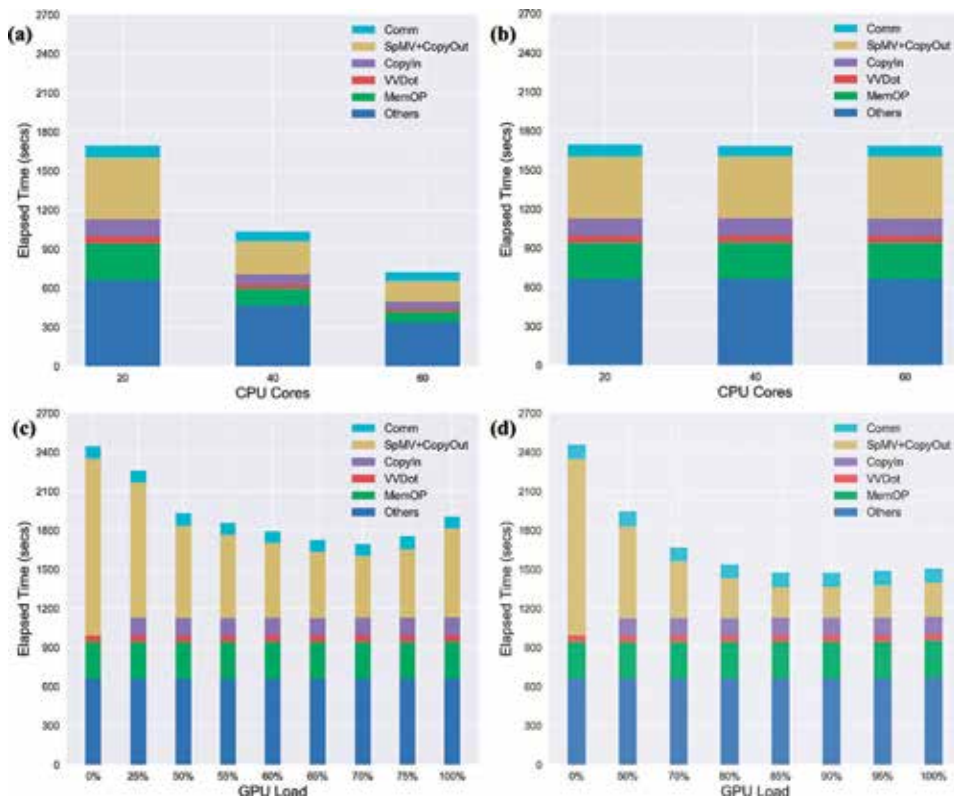 (a)
2700
2400
2100
1800
1500
1200
900
600
300
0
Elapsed Time (secs)
Comm
SpMV+CopyOut
CopyIn
VVDot
MemOP
Others
20
40
60
CPU Cores
(b)
2700
2400
2100
1800
1500
1200
900
600
300
0
Elapsed Time (secs)
Comm
SpMV+CopyOut
CopyIn
VVDot
MemOP
Others
20
40
60
CPU Cores
(c)
2700
2400
2100
1800
1500
1200
900
600
300
0
Elapsed Time (secs)
Comm
SpMV+CopyOut
CopyIn
VVDot
MemOP
Others
0%
25%
50%
55%
60%
65%
70%
75%
100%
GPU Load
(d)
2700
2400
2100
1800
1500
1200
900
600
300
0
Elapsed Time (secs)
Comm
SpMV+CopyOut
CopyIn
VVDot
MemOP
Others
0%
50%
70%
80%
85%
90%
95%
100%
GPU Load